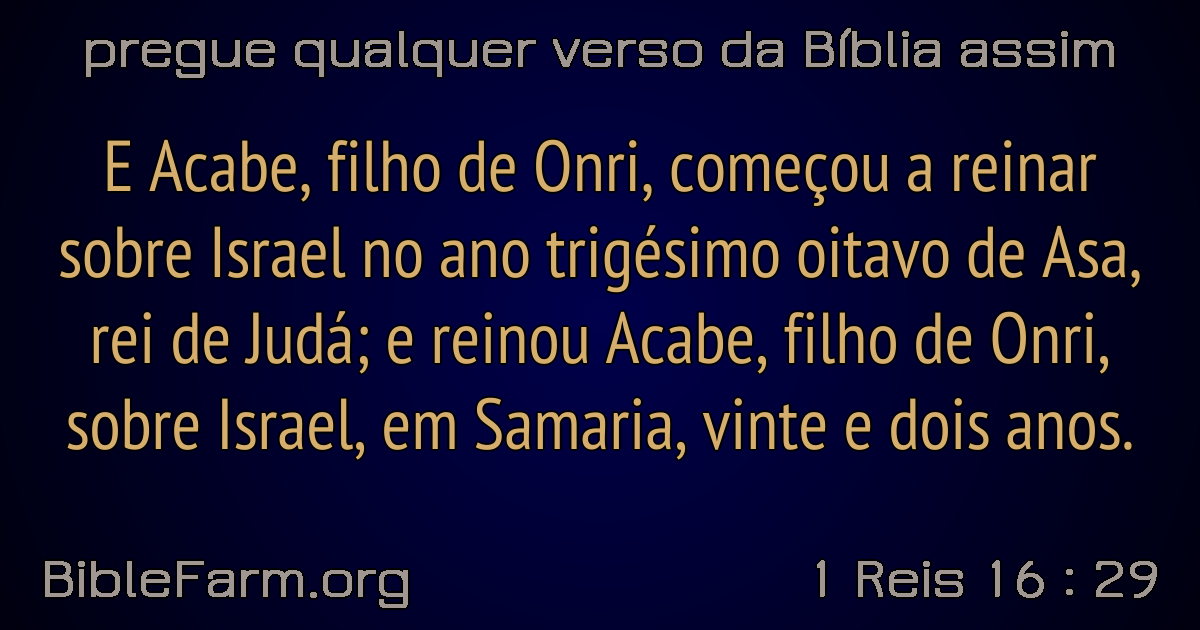 pregue qualquer verso da Bíblia assim
E Acabe, filho de Onri, começou a reinar
sobre Israel no ano trigésimo oitavo de Asa,
rei de Judá; e reinou Acabe, filho de Onri,
sobre Israel, em Samaria, vinte e dois anos.
BibleFarm.org
1 Reis 16 : 29